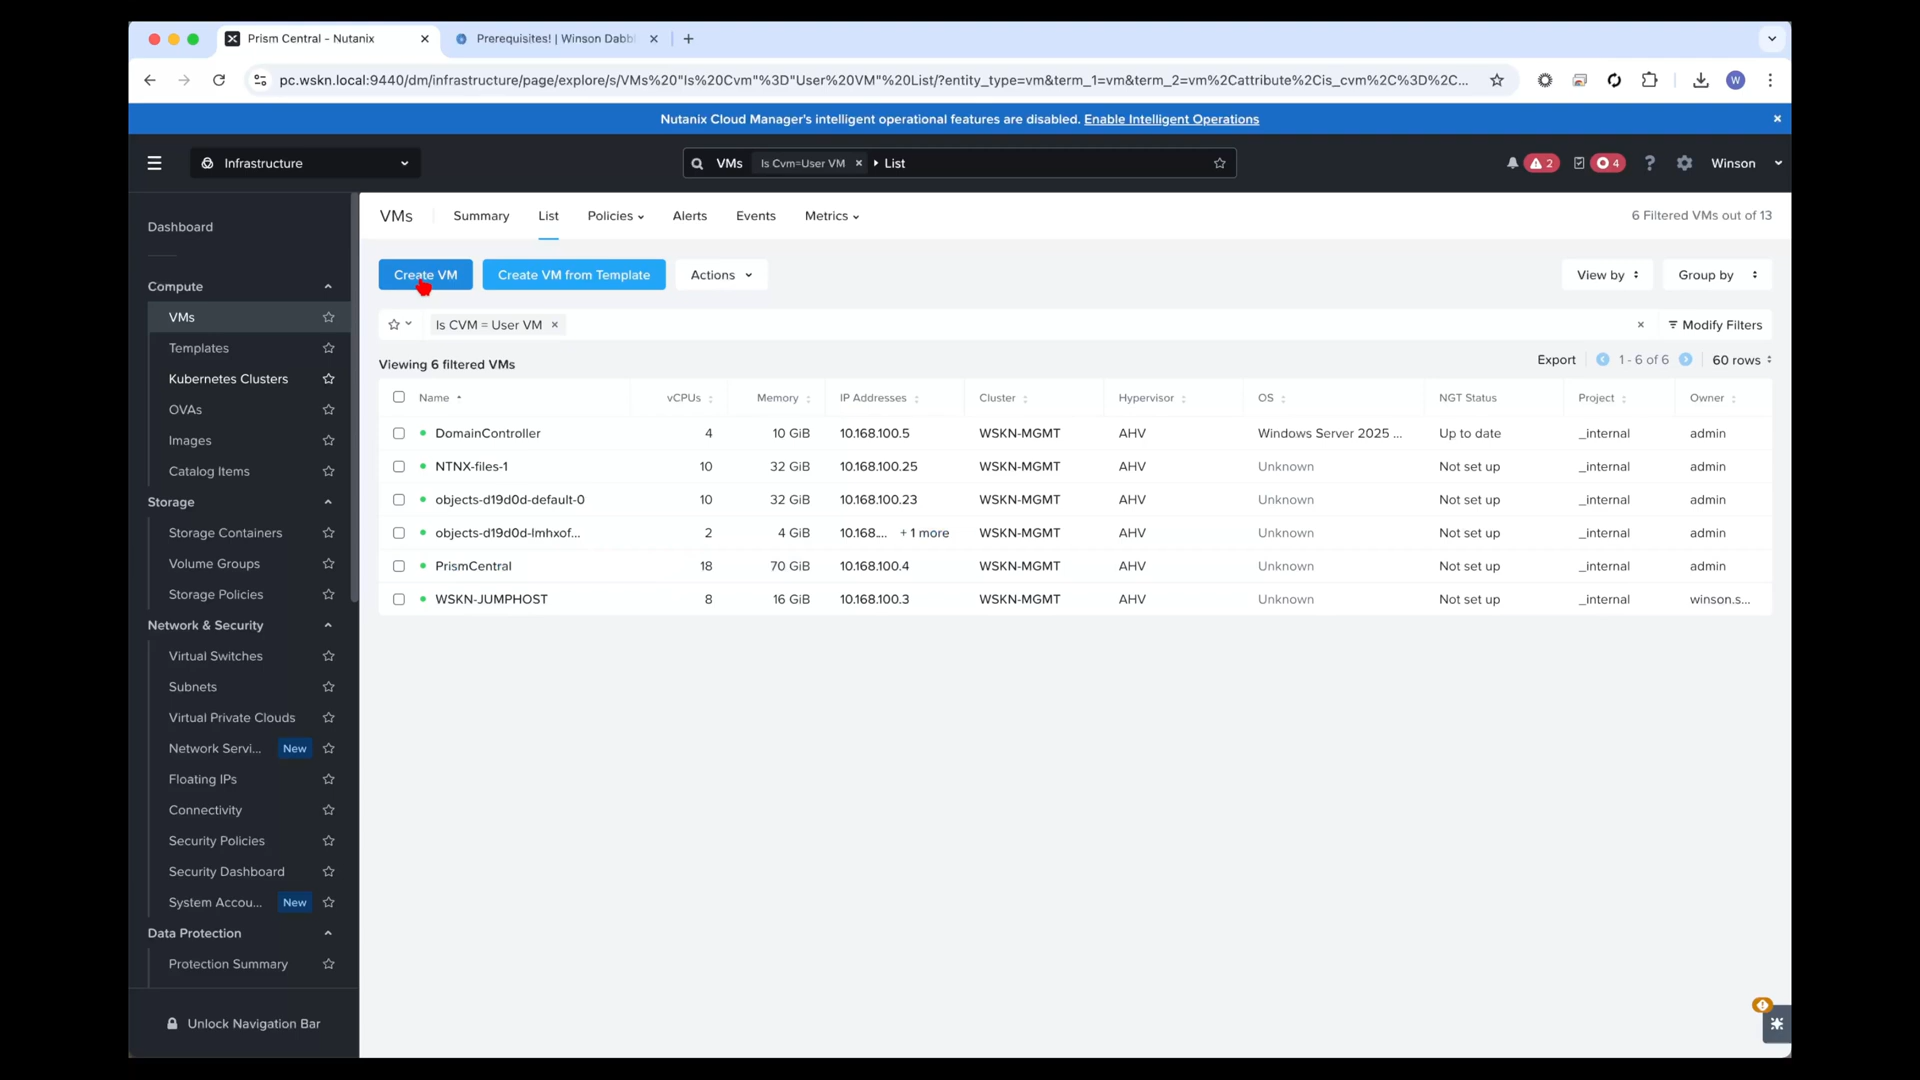 Prism Central - Nutanix
Prerequisites! | Winson Dabb
pc.wskn.local:9440/dm/infrastructure/page/explore/s/VMs%20"Is%20Cvm"%3D"User%20VM"%20List/?entity_type=vm&term_1=vm&term_2=vm%2Cattribute%2Cis_cvm%2C%3D%2C...
W
Nutanix Cloud Manager's intelligent operational features are disabled. Enable Intelligent Operations
Infrastructure
VMs Is Cvm=User VM List
2
4
?
Winson
Dashboard
Compute
VMs
Templates
Kubernetes Clusters
OVAs
Images
Catalog Items
Storage
Storage Containers
Volume Groups
Storage Policies
Network & Security
Virtual Switches
Subnets
Virtual Private Clouds
Network Servi... New
Floating IPs
Connectivity
Security Policies
Security Dashboard
System Accou... New
Data Protection
Protection Summary
Unlock Navigation Bar
VMs Summary List Policies Alerts Events Metrics
6 Filtered VMs out of 13
Create VM Create VM from Template Actions
View by Group by
Is CVM = User VM
Modify Filters
Viewing 6 filtered VMs
Export 1 - 6 of 6 60 rows
Name vCPUs Memory IP Addresses Cluster Hypervisor OS NGT Status Project Owner
DomainController 4 10 GiB 10.168.100.5 WSKN-MGMT AHV Windows Server 2025 ... Up to date _internal admin
NTNX-files-1 10 32 GiB 10.168.100.25 WSKN-MGMT AHV Unknown Not set up _internal admin
objects-d19d0d-default-0 10 32 GiB 10.168.100.23 WSKN-MGMT AHV Unknown Not set up _internal admin
objects-d19d0d-lmhxof... 2 4 GiB 10.168.... + 1 more WSKN-MGMT AHV Unknown Not set up _internal admin
PrismCentral 18 70 GiB 10.168.100.4 WSKN-MGMT AHV Unknown Not set up _internal admin
WSKN-JUMPHOST 8 16 GiB 10.168.100.3 WSKN-MGMT AHV Unknown Not set up _internal winson.s...